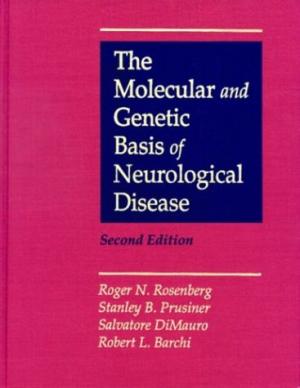 The
Molecular and
Genetic
Basis of
Neurological
Disease
Second Edition
Roger N. Rosenberg
Stanley B. Prusiner
Salvatore DiMauro
Robert L. Barchi